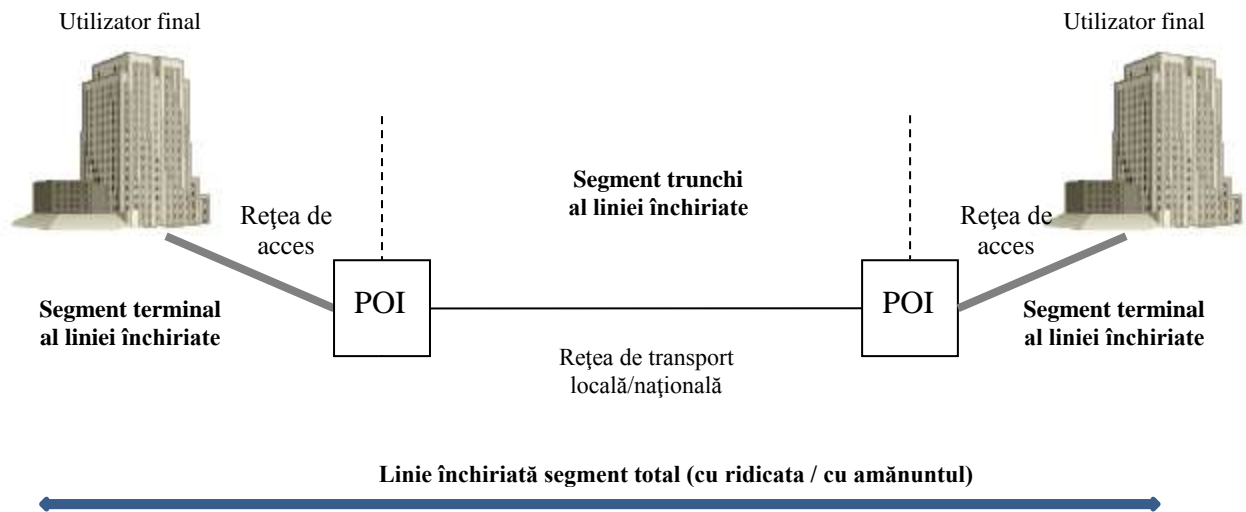 Utilizator final
Utilizator final
Segment trunchi
al liniei închiriate
Reţea de
acces
Reţea de
acces
POI
POI
Segment terminal
al liniei închiriate
Segment terminal
al liniei închiriate
Reţea de transport
locală/naţională
Linie închiriată segment total (cu ridicata / cu amănuntul)